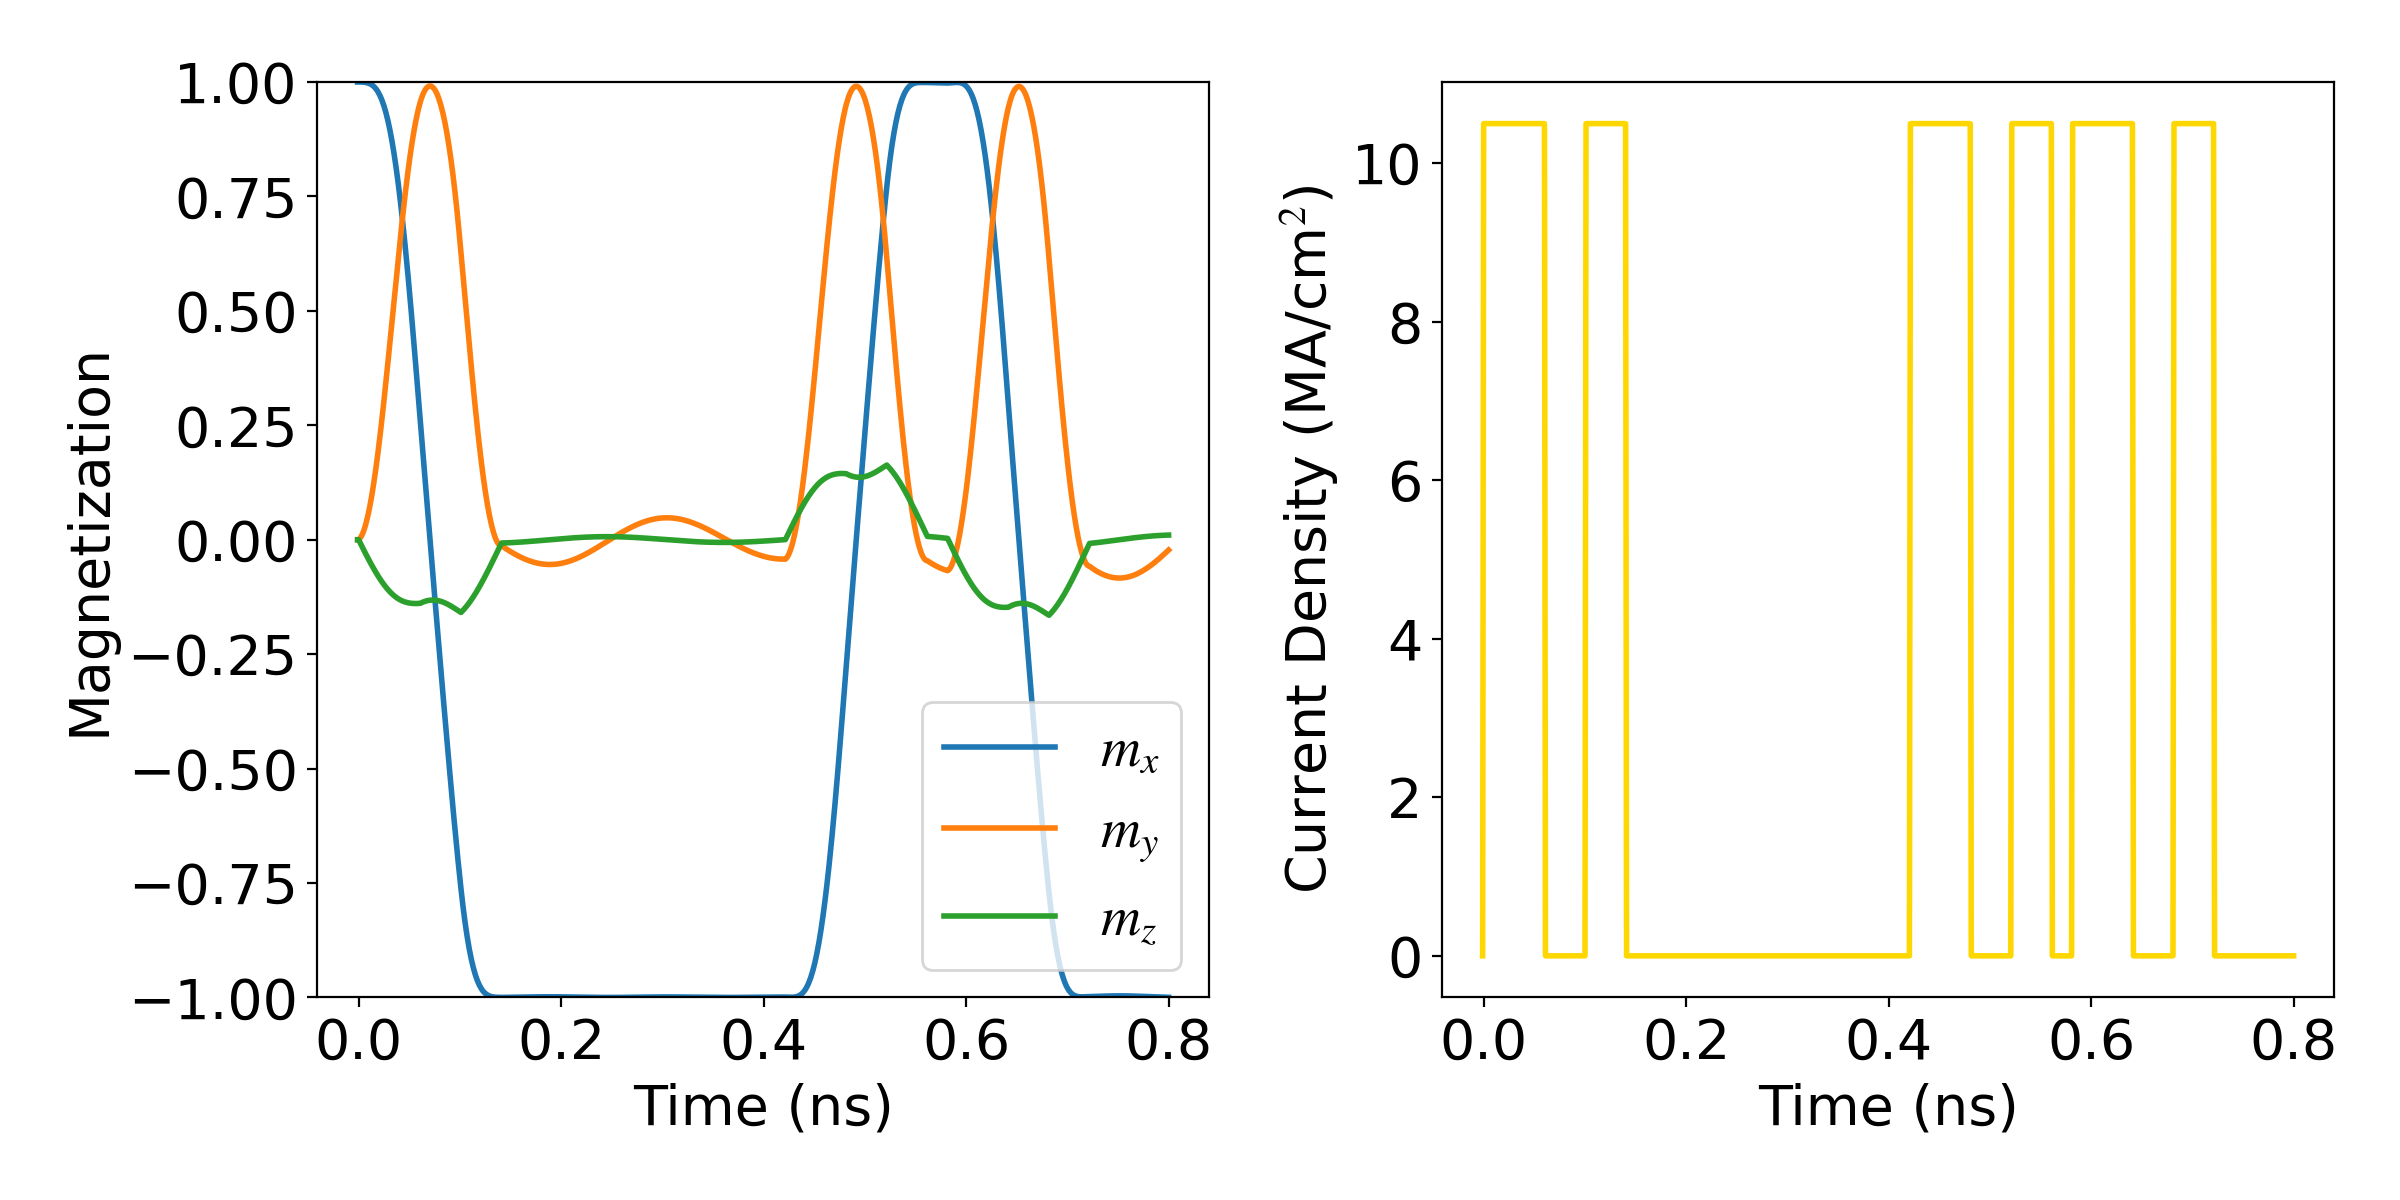 1.00
0.75
0.50
0.25
0.00
−0.25
−0.50
−0.75
−1.00
Magnetization
0.0 0.2 0.4 0.6 0.8
Time (ns)
m_x
m_y
m_z
10
8
6
4
2
0
Current Density (MA/cm²)
0.0 0.2 0.4 0.6 0.8
Time (ns)